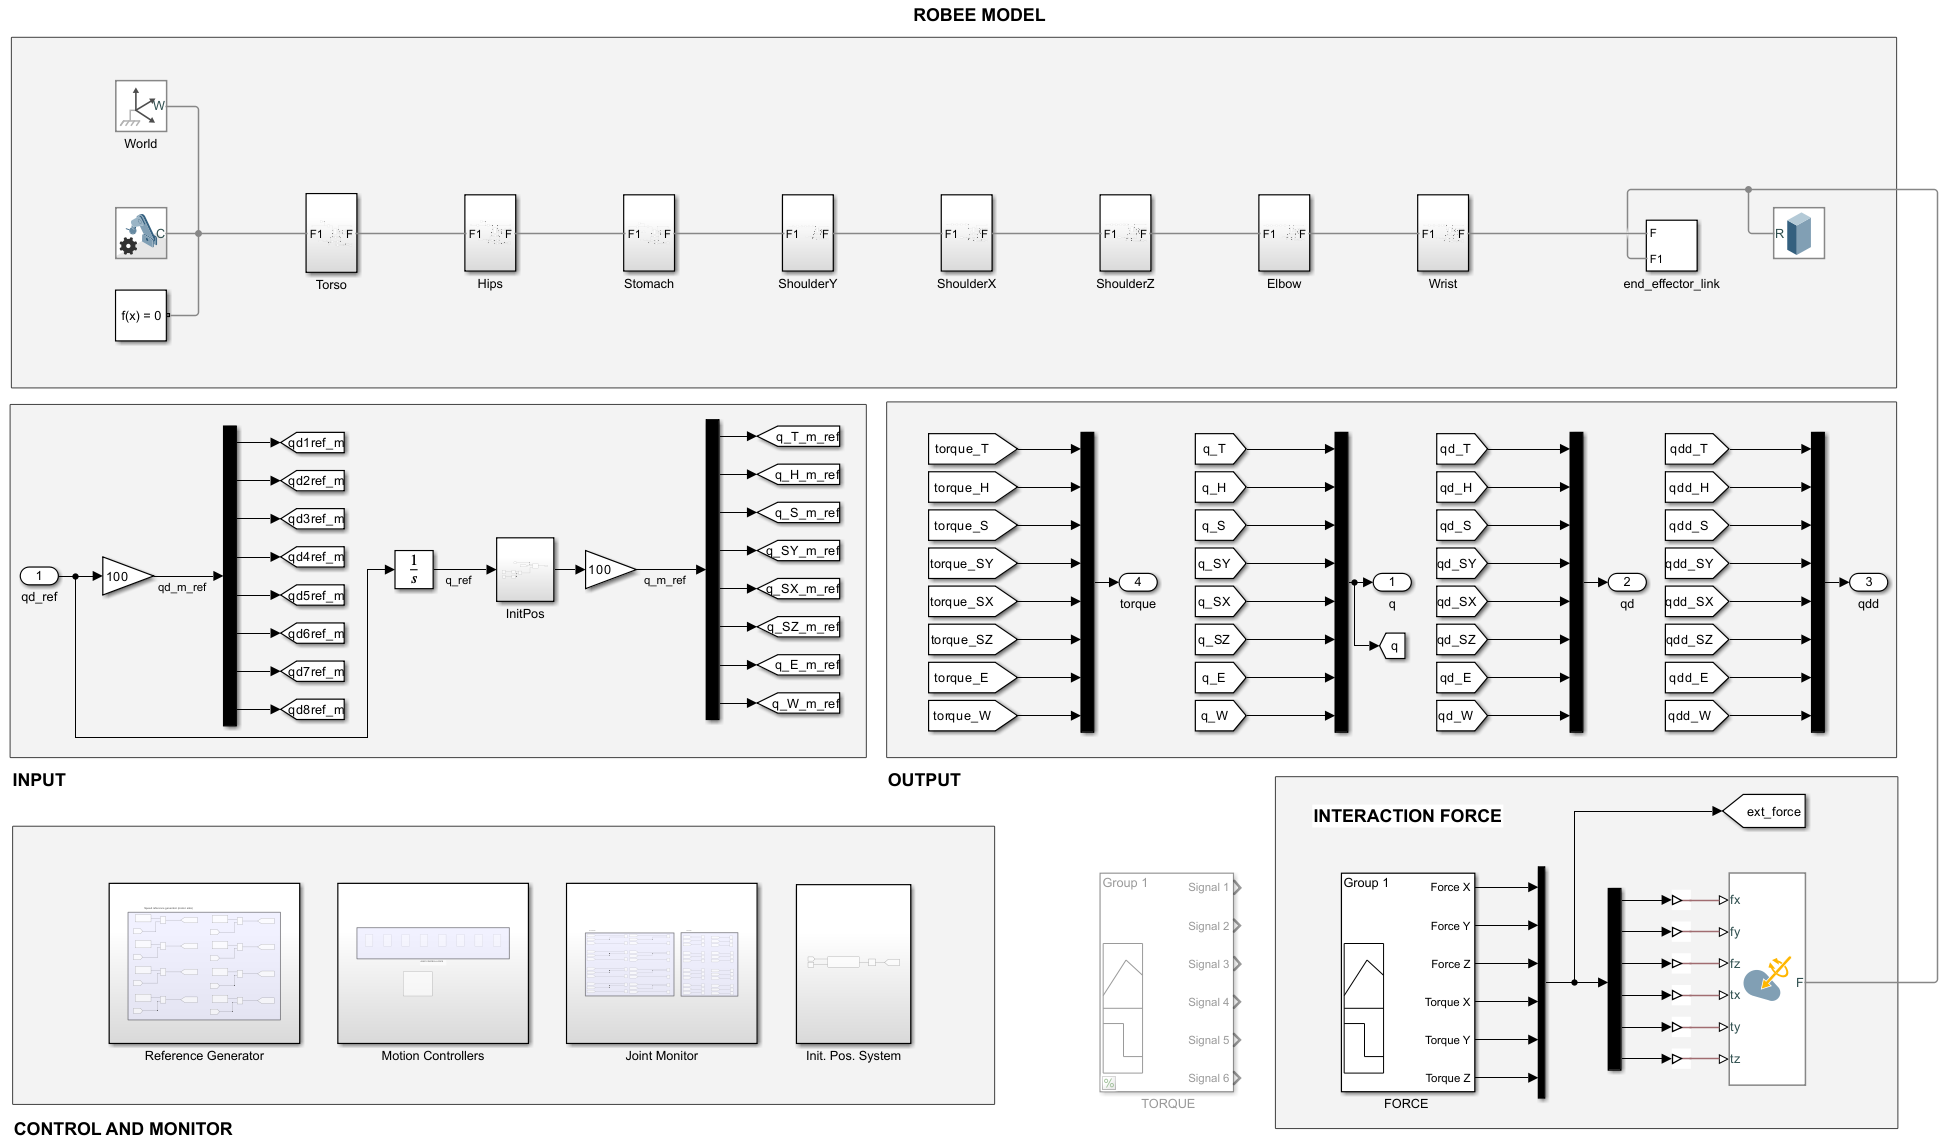 ROBEE MODEL
W
World
C
f(x) = 0
F1 F
Torso
F1 F
Hips
F1 F
Stomach
F1 F
ShoulderY
F1 F
ShoulderX
F1 F
ShoulderZ
F1 F
Elbow
F1 F
Wrist
F
F1
end_effector_link
R
1
qd_ref
100
qd_m_ref
qd1ref_m
qd2ref_m
qd3ref_m
qd4ref_m
qd5ref_m
qd6ref_m
qd7ref_m
qd8ref_m
1
s
q_ref
InitPos
100
q_m_ref
q_T_m_ref
q_H_m_ref
q_S_m_ref
q_SY_m_ref
q_SX_m_ref
q_SZ_m_ref
q_E_m_ref
q_W_m_ref
INPUT
torque_T
torque_H
torque_S
torque_SY
torque_SX
torque_SZ
torque_E
torque_W
4
torque
q_T
q_H
q_S
q_SY
q_SX
q_SZ
q_E
q_W
1
q
q
qd_T
qd_H
qd_S
qd_SY
qd_SX
qd_SZ
qd_E
qd_W
2
qd
qdd_T
qdd_H
qdd_S
qdd_SY
qdd_SX
qdd_SZ
qdd_E
qdd_W
3
qdd
OUTPUT
Reference Generator
Motion Controllers
Joint Monitor
Init. Pos. System
CONTROL AND MONITOR
Group 1
Signal 1
Signal 2
Signal 3
Signal 4
Signal 5
Signal 6
%
TORQUE
INTERACTION FORCE
ext_force
Group 1
Force X
Force Y
Force Z
Torque X
Torque Y
Torque Z
FORCE
fx
fy
fz
tx
ty
tz
F